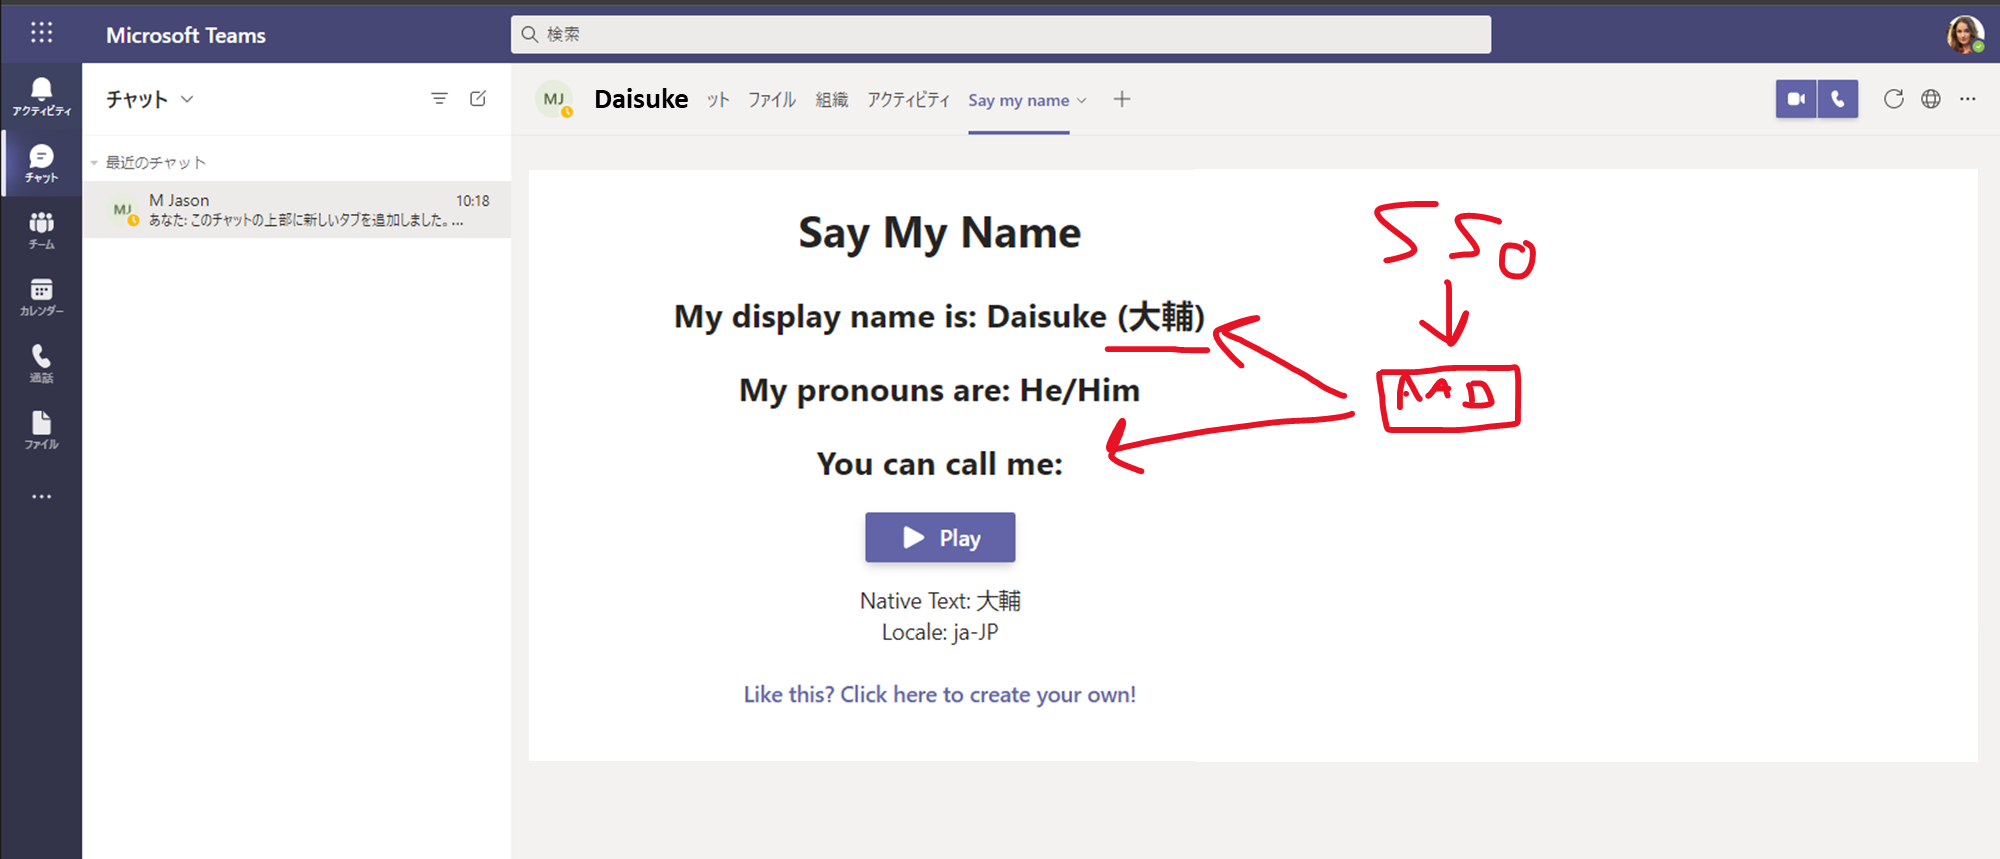 Microsoft Teams
検索
アクティビティ
チャット
チーム
カレンダー
通話
ファイル
チャット
最近のチャット
MJ
M Jason 10:18
あなた: このチャットの上部に新しいタブを追加しました。...
MJ Daisuke ット ファイル 組織 アクティビティ Say my name
Say My Name
My display name is: Daisuke (大輔)
My pronouns are: He/Him
You can call me:
Play
Native Text: 大輔
Locale: ja-JP
Like this? Click here to create your own!
SSO
AAD